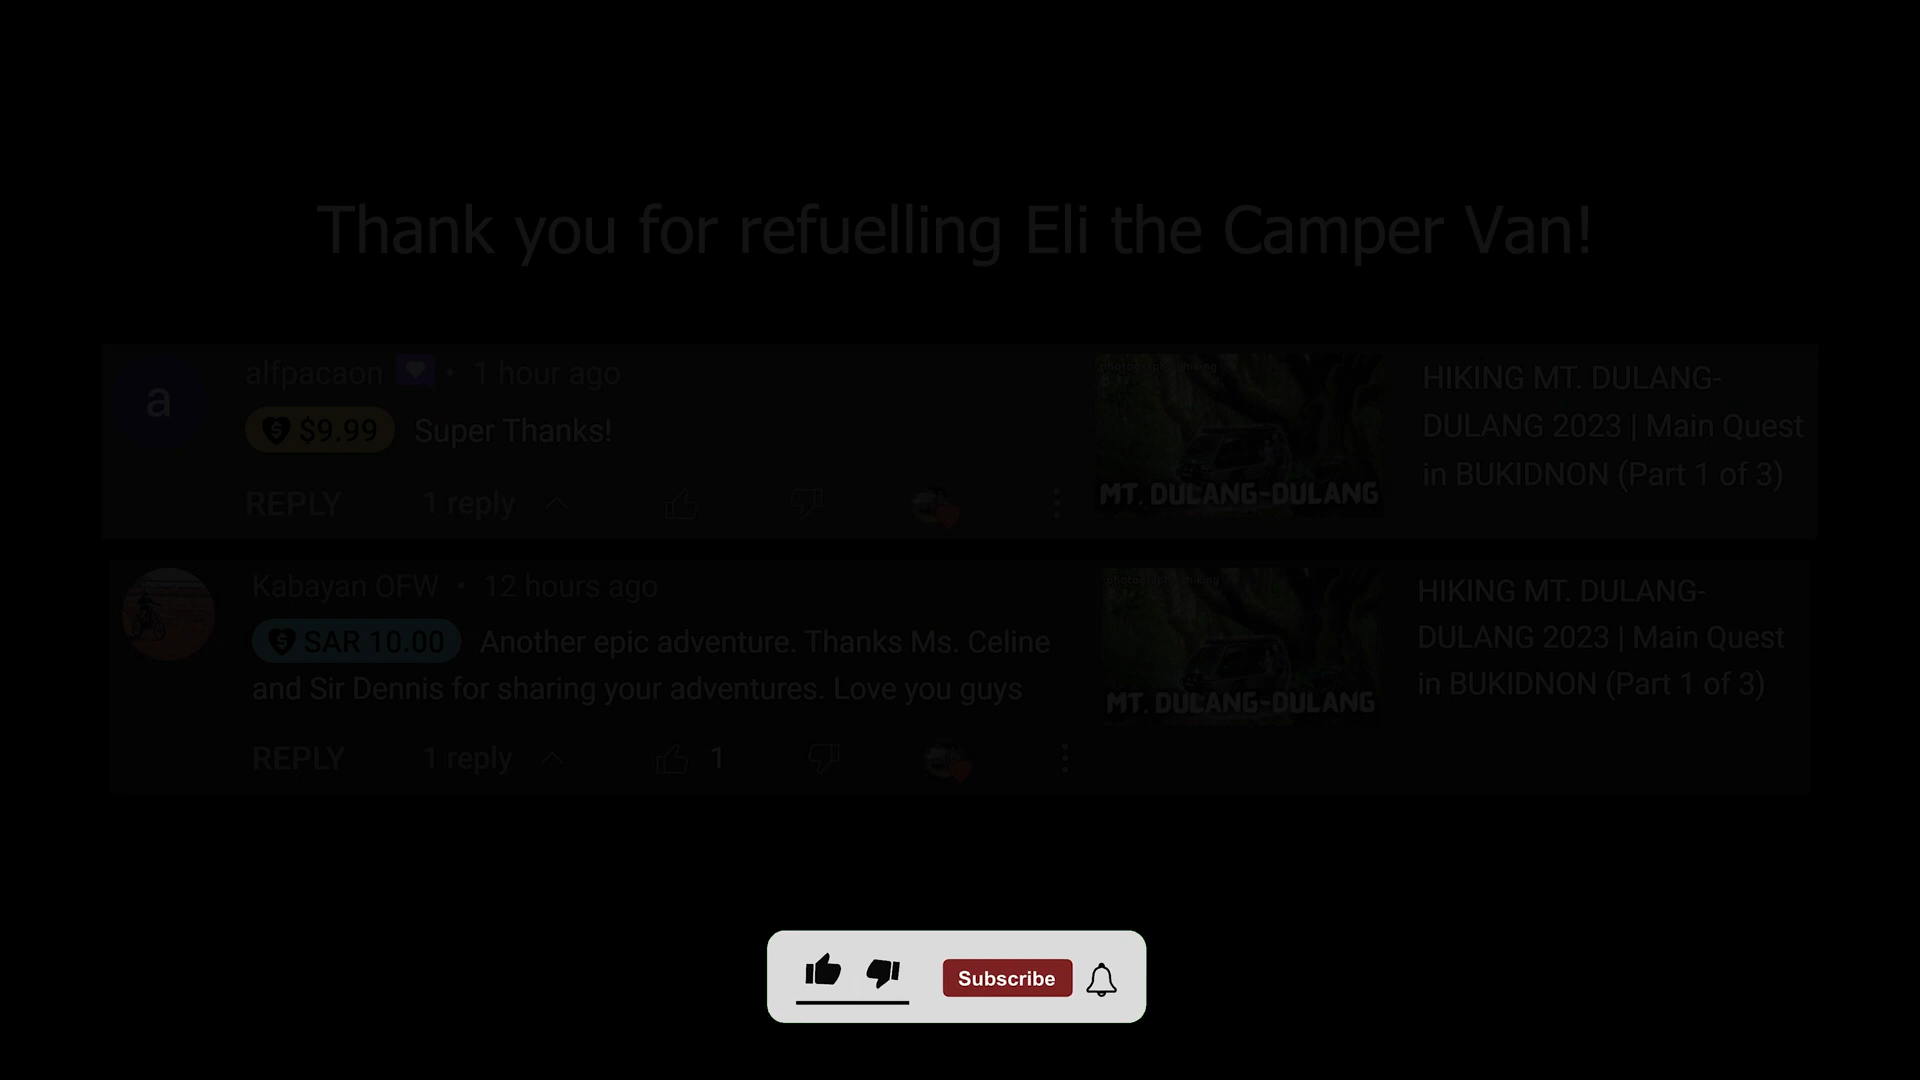 Thank you for refuelling Eli the Camper Van!
a
alfpacaon • 1 hour ago
$9.99 Super Thanks!
REPLY 1 reply
photography hiking
MT. DULANG-DULANG
HIKING MT. DULANG-
DULANG 2023 | Main Quest
in BUKIDNON (Part 1 of 3)
Kabayan OFW • 12 hours ago
SAR 10.00 Another epic adventure. Thanks Ms. Celine
and Sir Dennis for sharing your adventures. Love you guys
REPLY 1 reply 1
photography hiking
MT. DULANG-DULANG
HIKING MT. DULANG-
DULANG 2023 | Main Quest
in BUKIDNON (Part 1 of 3)
Subscribe